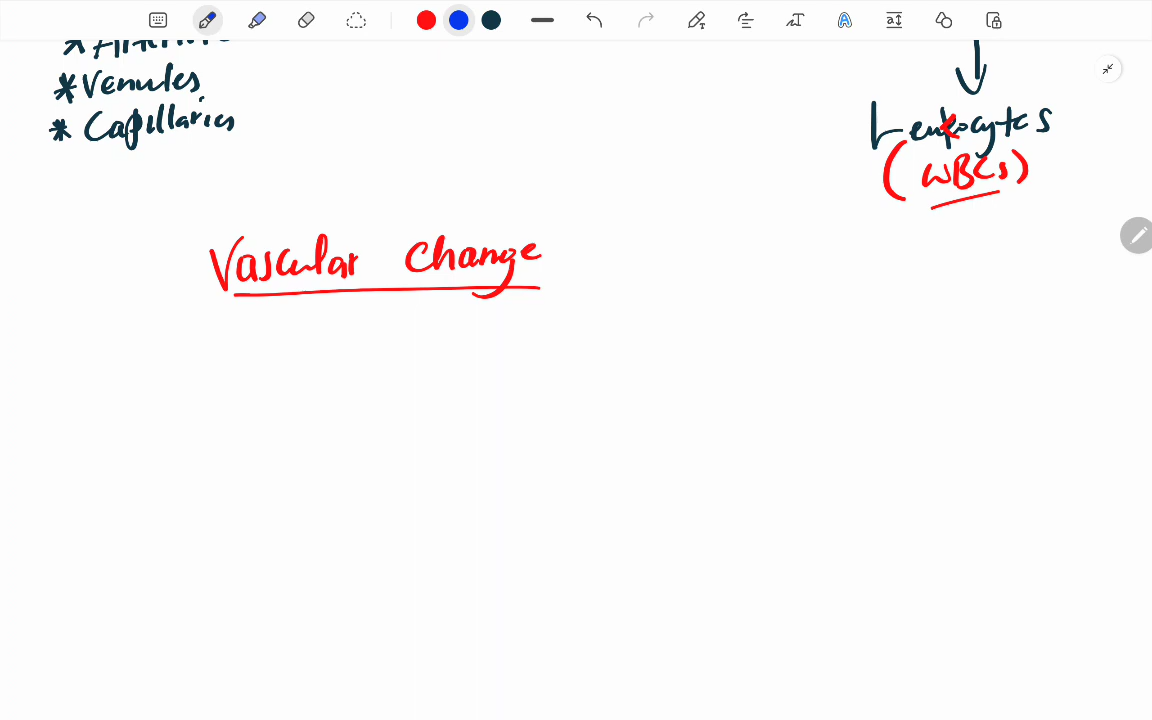 * Venules
* Capillaries
Leukocytes
(WBCs)
Vascular Change